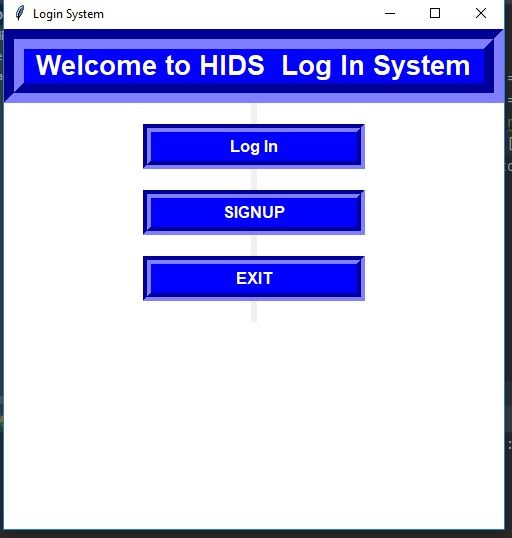 Login System
Welcome to HIDS  Log In System
Log In
SIGNUP
EXIT